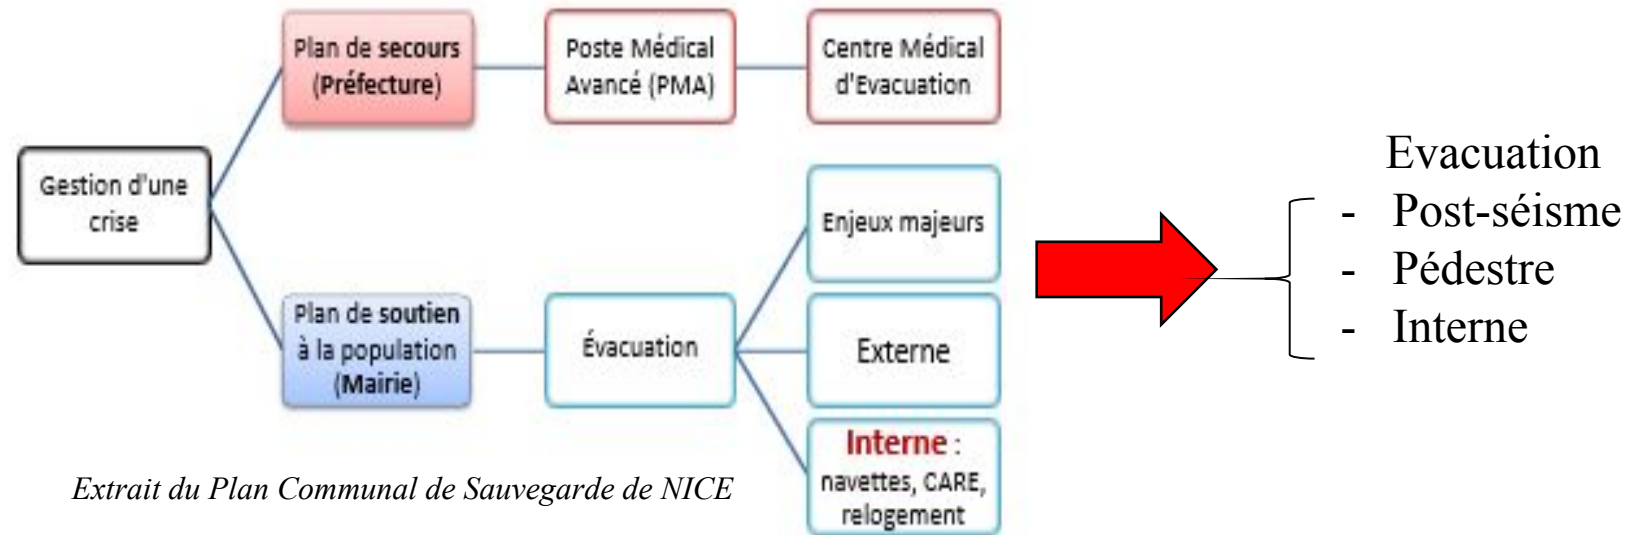 Gestion d'une
crise
Plan de secours
(Préfecture)
Poste Médical
Avancé (PMA)
Centre Médical
d'Evacuation
Plan de soutien
à la population
(Mairie)
Évacuation
Enjeux majeurs
Externe
Interne :
navettes, CARE,
relogement
Extrait du Plan Communal de Sauvegarde de NICE
Evacuation
- Post-séisme
- Pédestre
- Interne